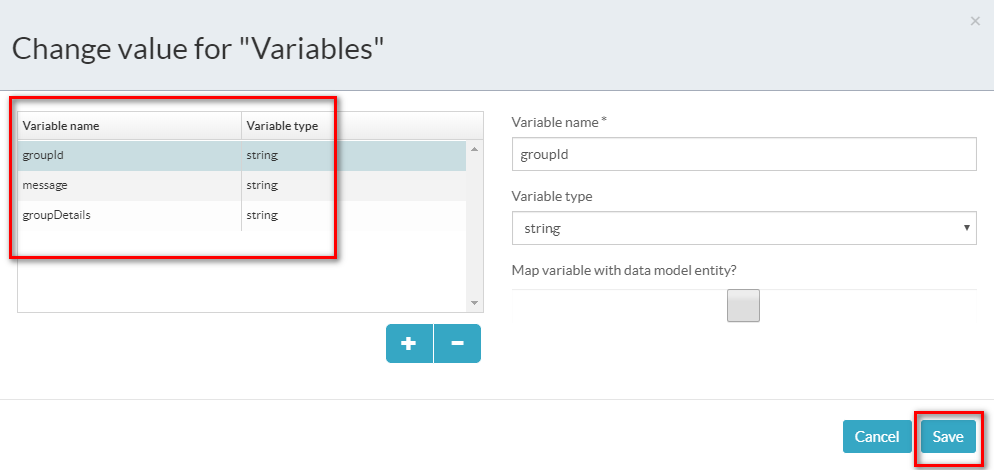 ×
Change value for "Variables"
Variable name Variable type
groupId string
message string
groupDetails string
Variable name *
groupId
Variable type
string
Map variable with data model entity?
+ −
Cancel Save